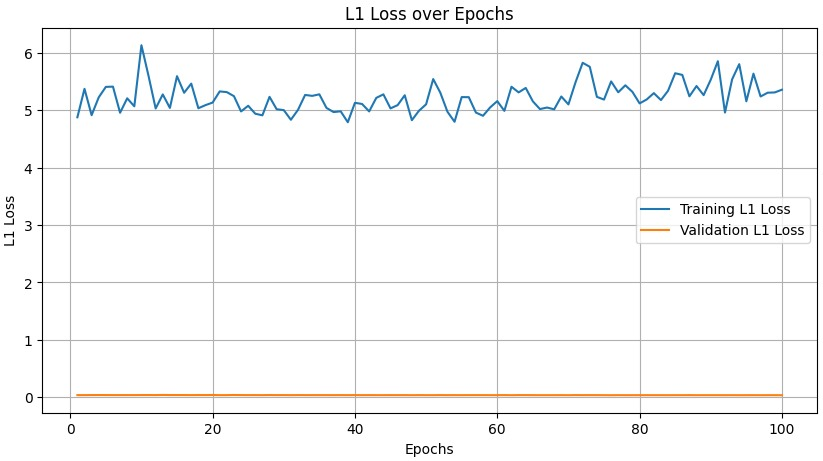 L1 Loss over Epochs
6
5
4
3
2
1
0
L1 Loss
Training L1 Loss
Validation L1 Loss
0 20 40 60 80 100
Epochs